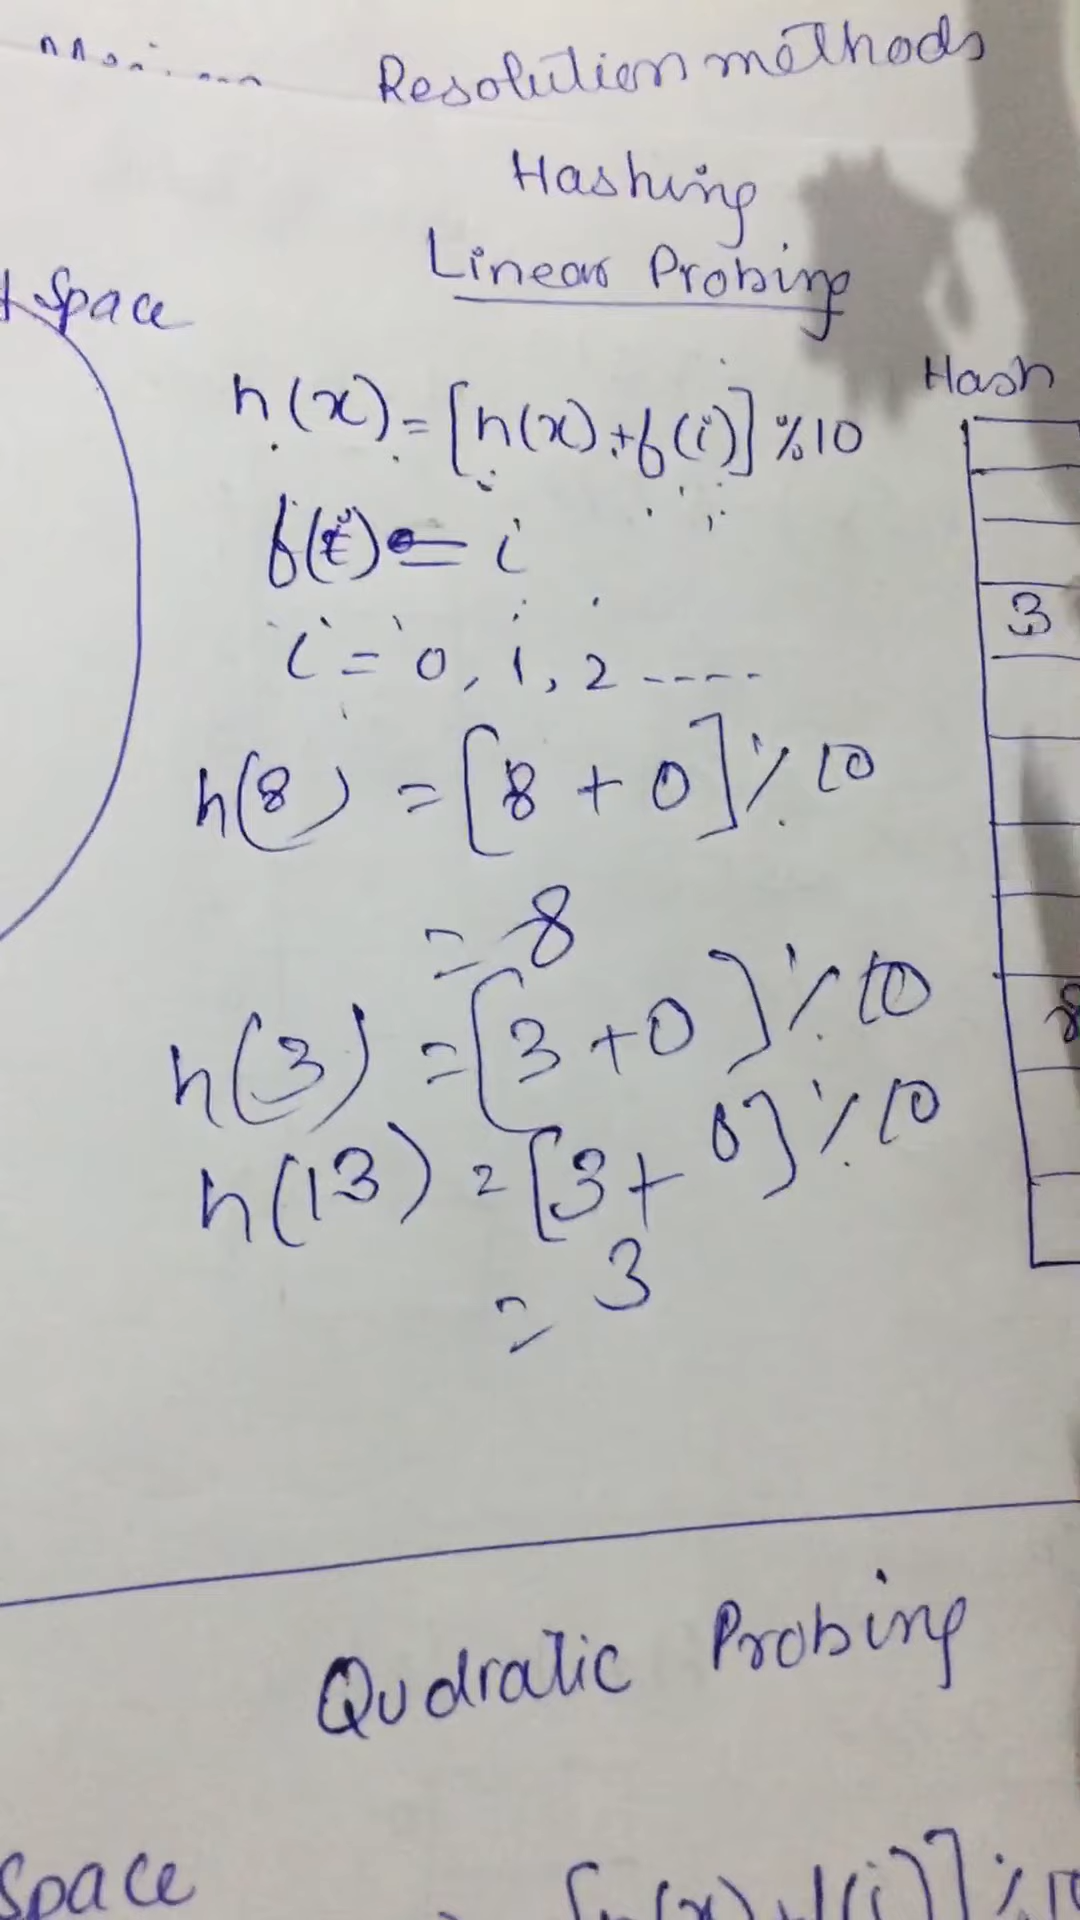 Resolution methods
Hashing
Linear Probing
Space
Hash
h(x) = [h(x) + f(i)] % 10
f(i) = i
i = 0, 1, 2 ----
3
h(8) = [8 + 0] % 10
= 8
8
h(3) = [3 + 0] % 10
h(13) = [3 + 0] % 10
= 3
Qudratic Probing
Space